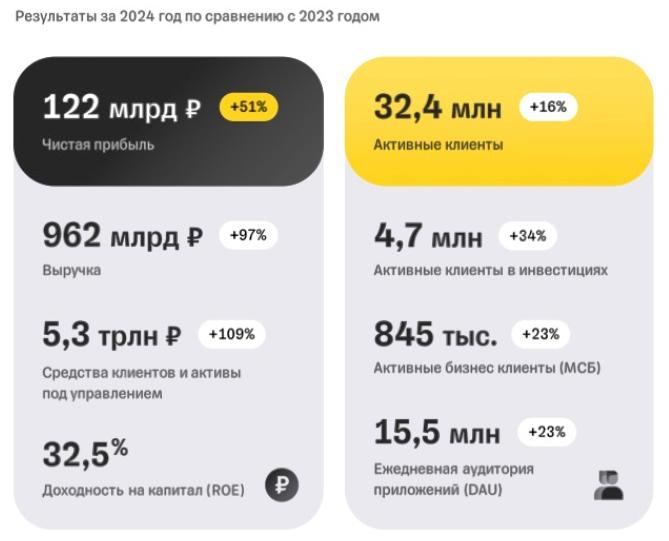 Результаты за 2024 год по сравнению с 2023 годом
122 млрд ₽ +51%
Чистая прибыль
962 млрд ₽ +97%
Выручка
5,3 трлн ₽ +109%
Средства клиентов и активы
под управлением
32,5%
Доходность на капитал (ROE)
₽
32,4 млн +16%
Активные клиенты
4,7 млн +34%
Активные клиенты в инвестициях
845 тыс. +23%
Активные бизнес клиенты (МСБ)
15,5 млн +23%
Ежедневная аудитория
приложений (DAU)